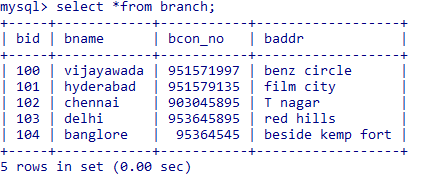 mysql> select *from branch;
+-----+------------+-----------+------------------+
| bid | bname      | bcon_no   | baddr            |
+-----+------------+-----------+------------------+
| 100 | vijayawada | 951571997 | benz circle      |
| 101 | hyderabad  | 951579135 | film city        |
| 102 | chennai    | 903045895 | T nagar          |
| 103 | delhi      | 953645895 | red hills        |
| 104 | banglore   |  95364545 | beside kemp fort |
+-----+------------+-----------+------------------+
5 rows in set (0.00 sec)